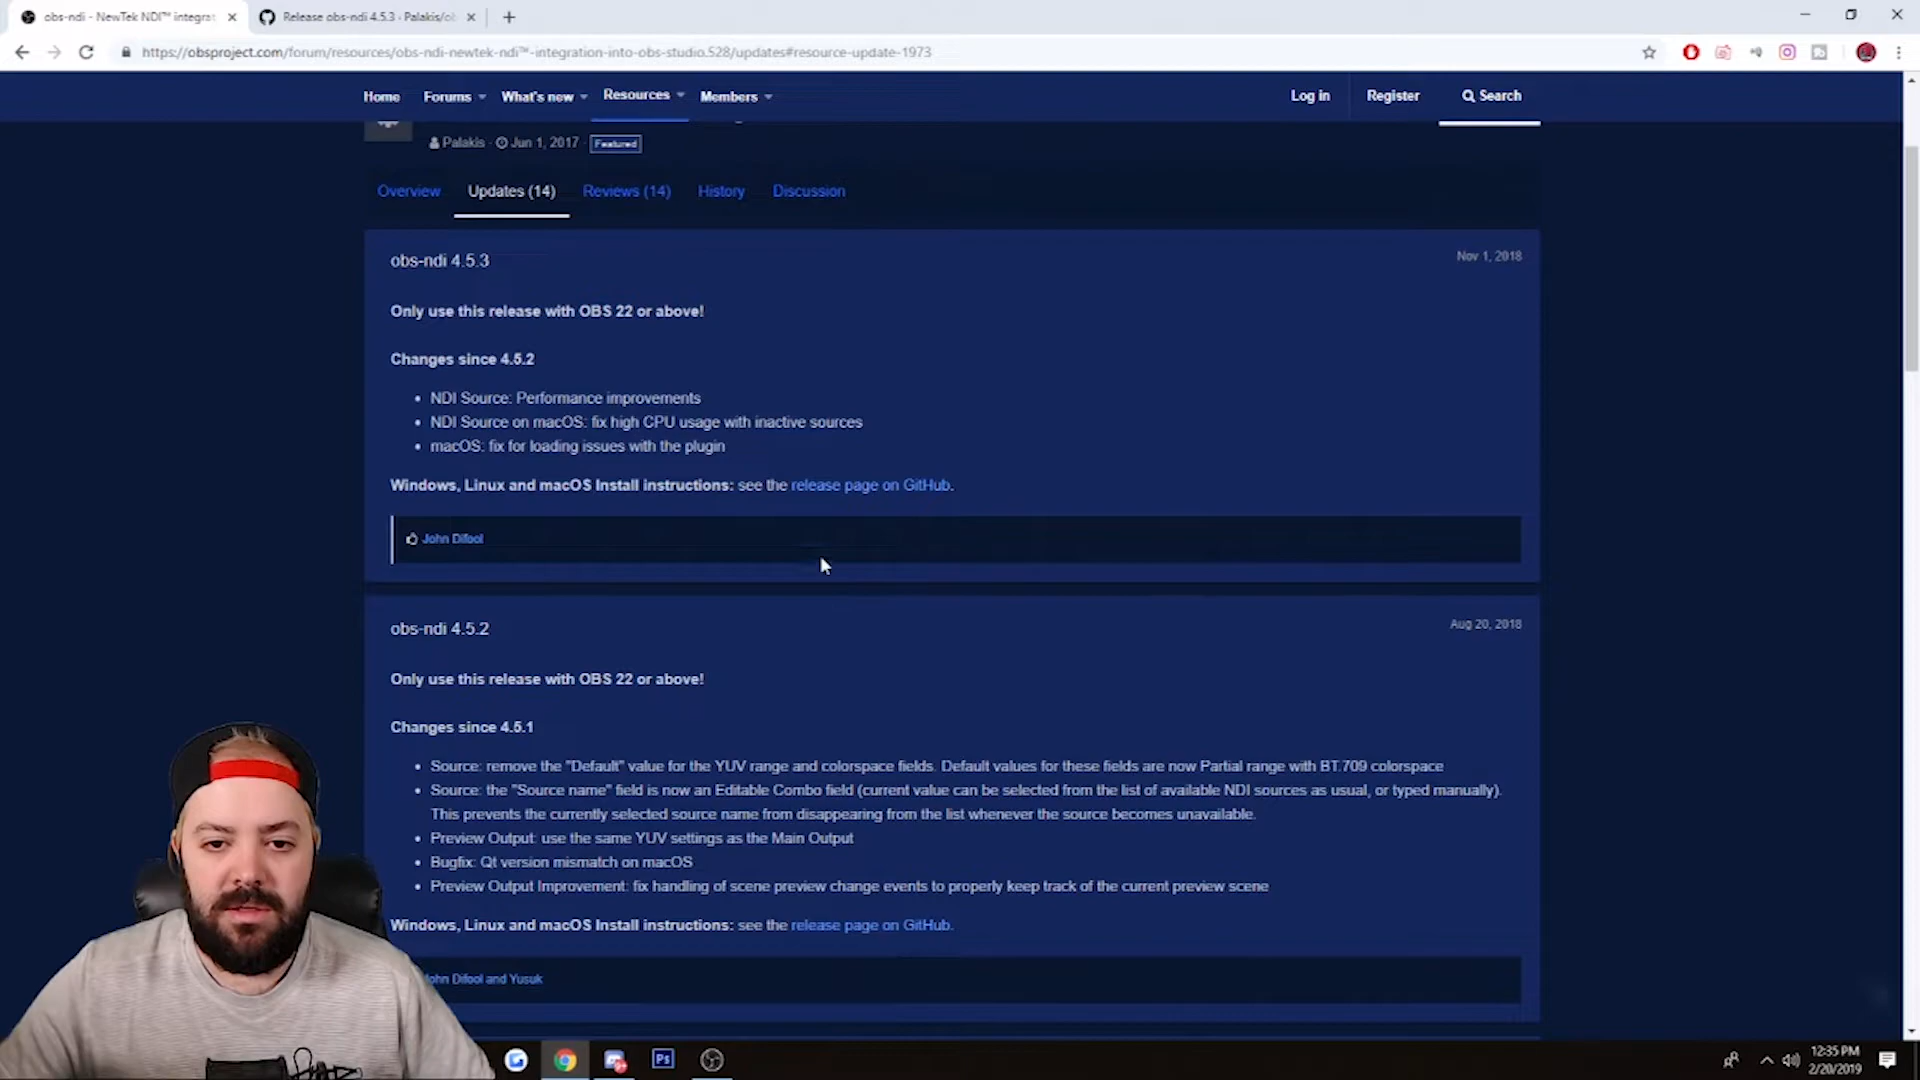 obs-ndi - NewTek NDI™ integrat
Release obs-ndi 4.5.3 · Palakis/ob
https://obsproject.com/forum/resources/obs-ndi-newtek-ndi™-integration-into-obs-studio.528/updates#resource-update-1973
Home Forums What's new Resources Members Log in Register Search
Palakis · Jun 1, 2017 · Featured
Overview Updates (14) Reviews (14) History Discussion
obs-ndi 4.5.3 Nov 1, 2018
Only use this release with OBS 22 or above!
Changes since 4.5.2
• NDI Source: Performance improvements
• NDI Source on macOS: fix high CPU usage with inactive sources
• macOS: fix for loading issues with the plugin
Windows, Linux and macOS Install instructions: see the release page on GitHub.
John Difool
obs-ndi 4.5.2 Aug 20, 2018
Only use this release with OBS 22 or above!
Changes since 4.5.1
• Source: remove the "Default" value for the YUV range and colorspace fields. Default values for these fields are now Partial range with BT.709 colorspace
• Source: the "Source name" field is now an Editable Combo field (current value can be selected from the list of available NDI sources as usual, or typed manually).
This prevents the currently selected source name from disappearing from the list whenever the source becomes unavailable.
• Preview Output: use the same YUV settings as the Main Output
• Bugfix: Qt version mismatch on macOS
• Preview Output Improvement: fix handling of scene preview change events to properly keep track of the current preview scene
Windows, Linux and macOS Install instructions: see the release page on GitHub.
John Difool and Yusuk
Ps
12:35 PM
2/20/2019